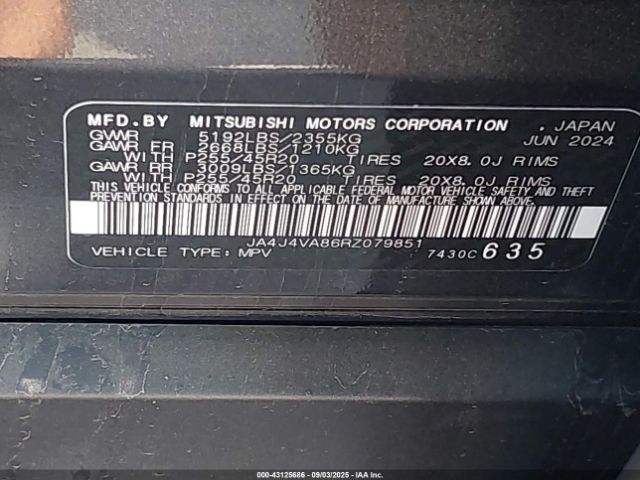 MFD.BY MITSUBISHI MOTORS CORPORATION , JAPAN
GVWR 5192LBS/2355KG JUN 2024
GAWR FR 2668LBS/1210KG
WITH P255/45R20 TIRES 20X8.0J RIMS
GAWR RR 3009LBS/1365KG
WITH P255/45R20 TIRES 20X8.0J RIMS
THIS VEHICLE CONFORMS TO ALL APPLICABLE FEDERAL MOTOR VEHICLE SAFETY AND THEFT
PREVENTION STANDARDS IN EFFECT ON THE DATE OF MANUFACTURE SHOWN ABOVE.
JA4J4VA86RZ079851
VEHICLE TYPE: MPV 7430C 635
000-43125686 - 09/03/2025 - IAAI Inc.